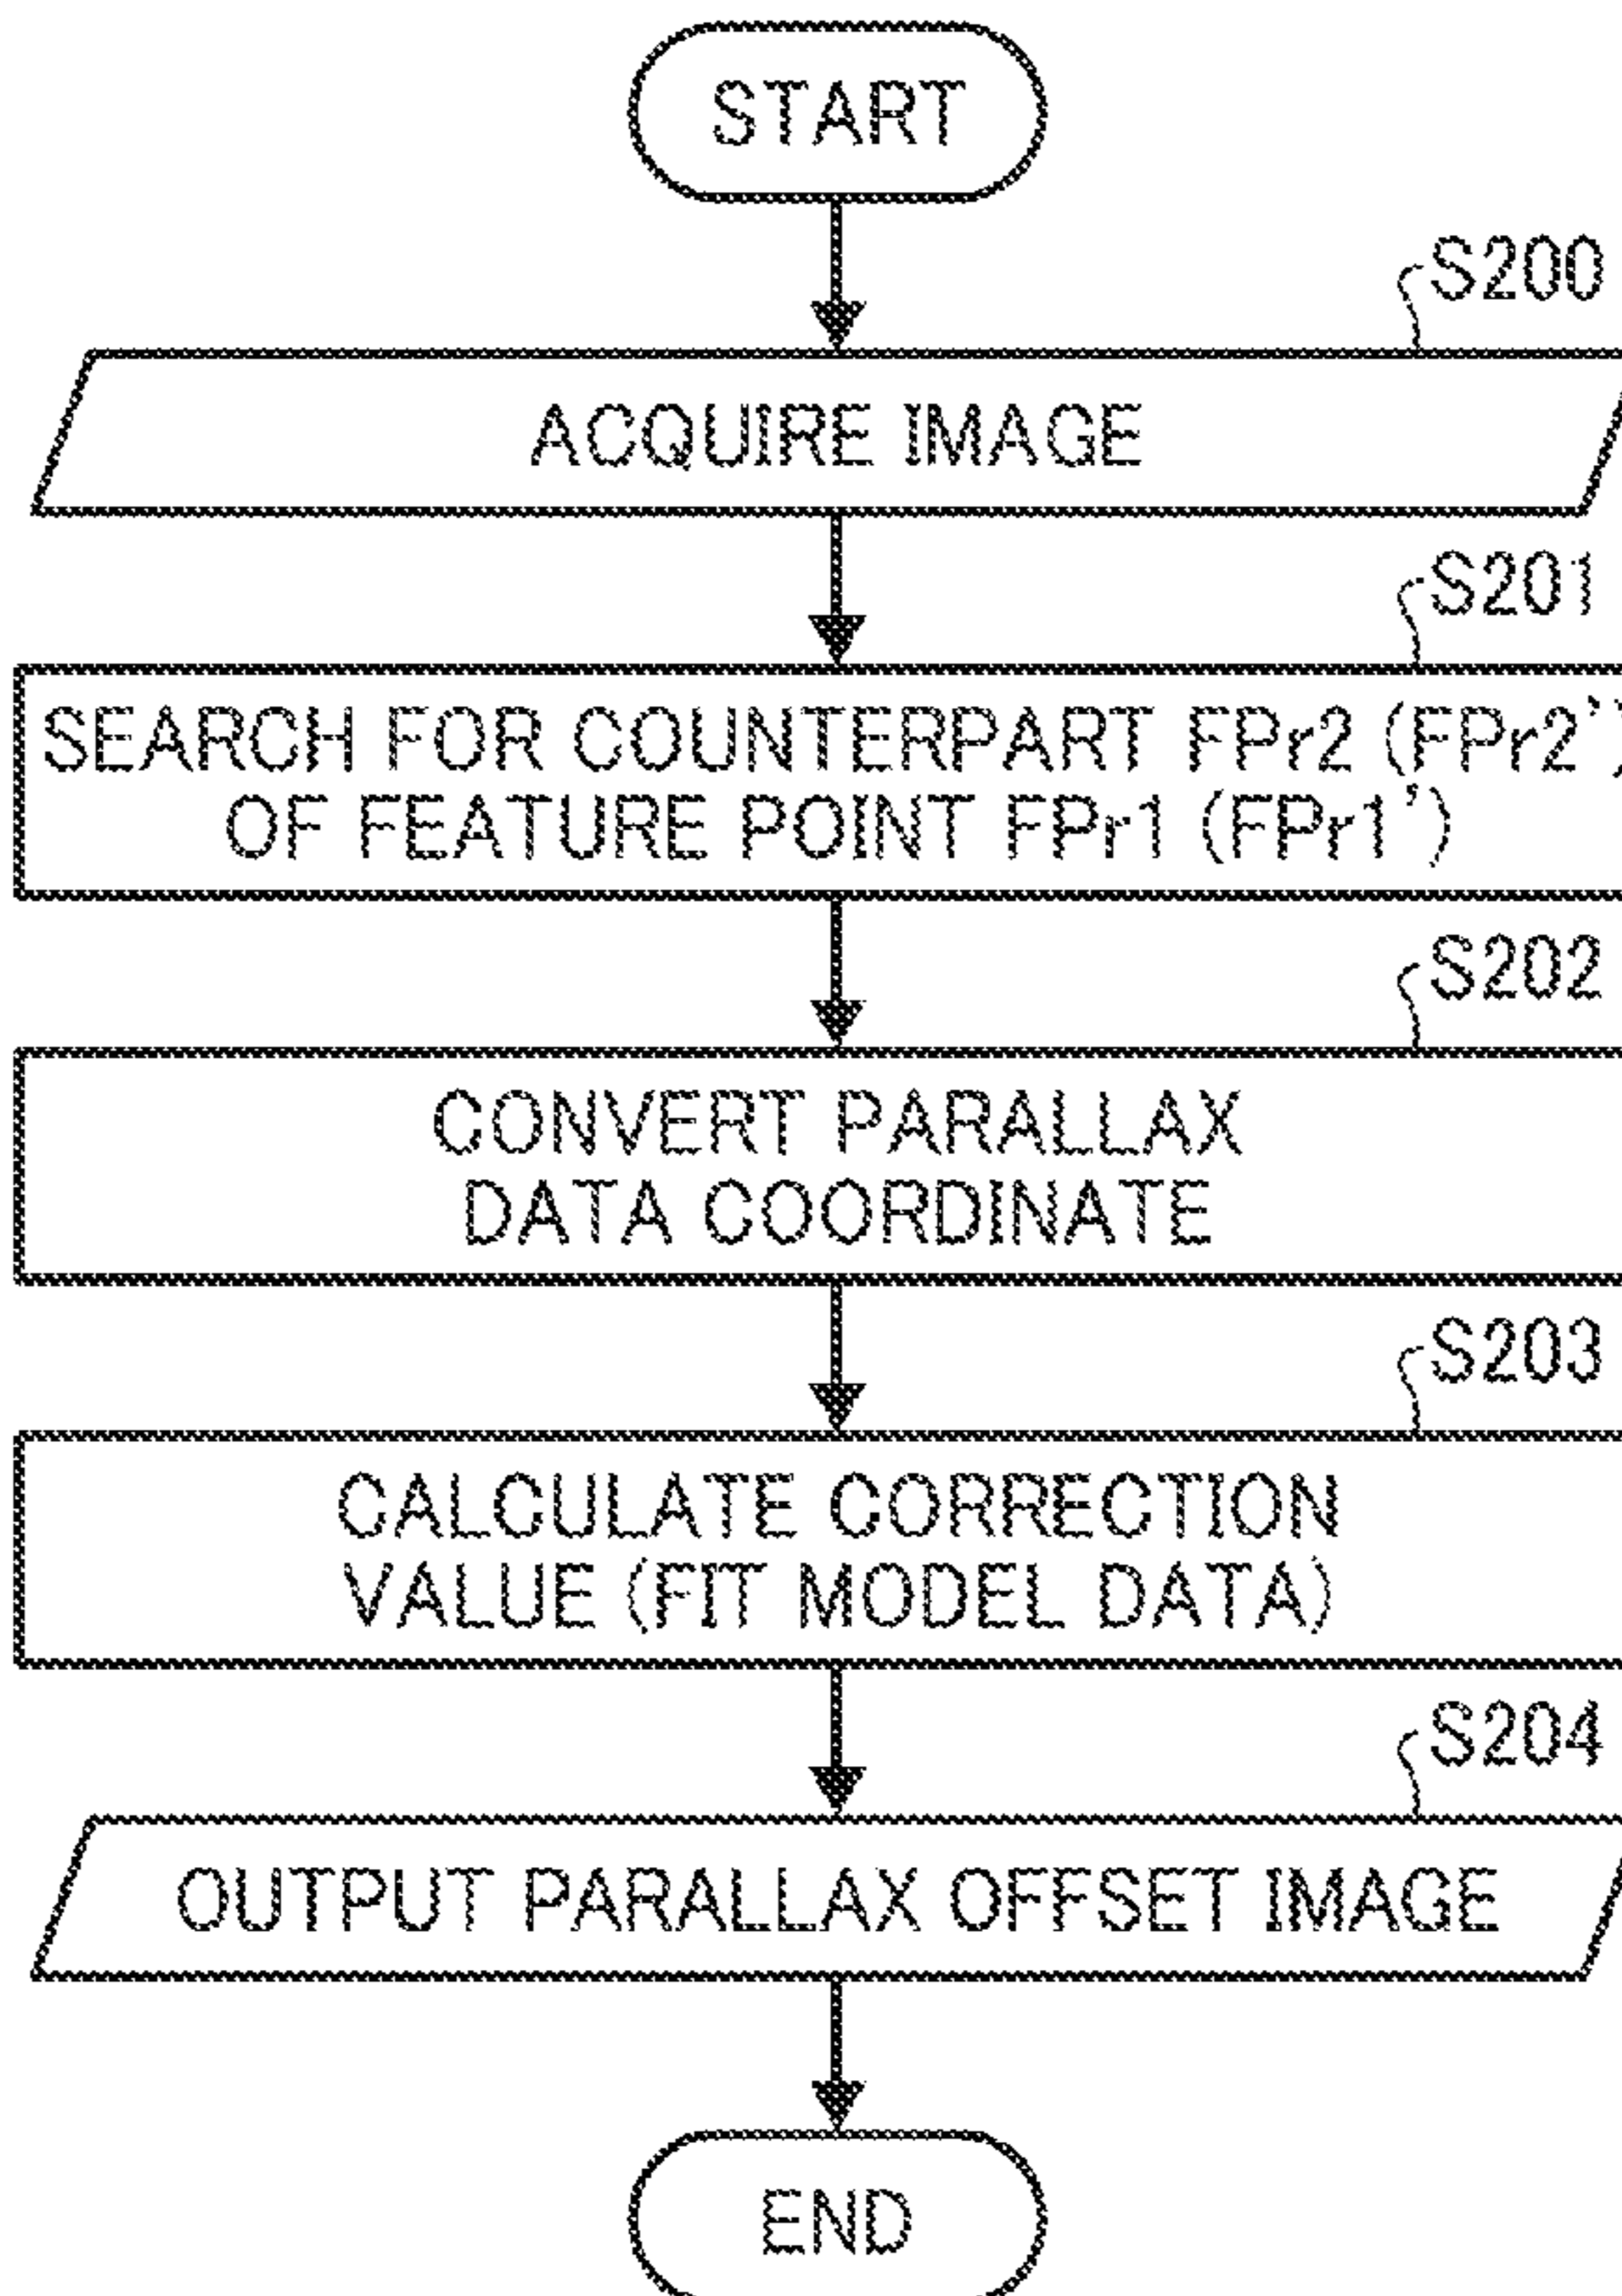 START
S200
ACQUIRE IMAGE
S201
SEARCH FOR COUNTERPART FPr2 (FPr2')
OF FEATURE POINT FPr1 (FPr1')
S202
CONVERT PARALLAX
DATA COORDINATE
S203
CALCULATE CORRECTION
VALUE (FIT MODEL DATA)
S204
OUTPUT PARALLAX OFFSET IMAGE
END